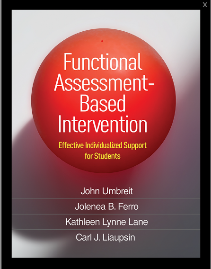 X
Functional
Assessment-
Based
Intervention
Effective Individualized Support
for Students
John Umbreit
Jolenea B. Ferro
Kathleen Lynne Lane
Carl J. Liaupsin